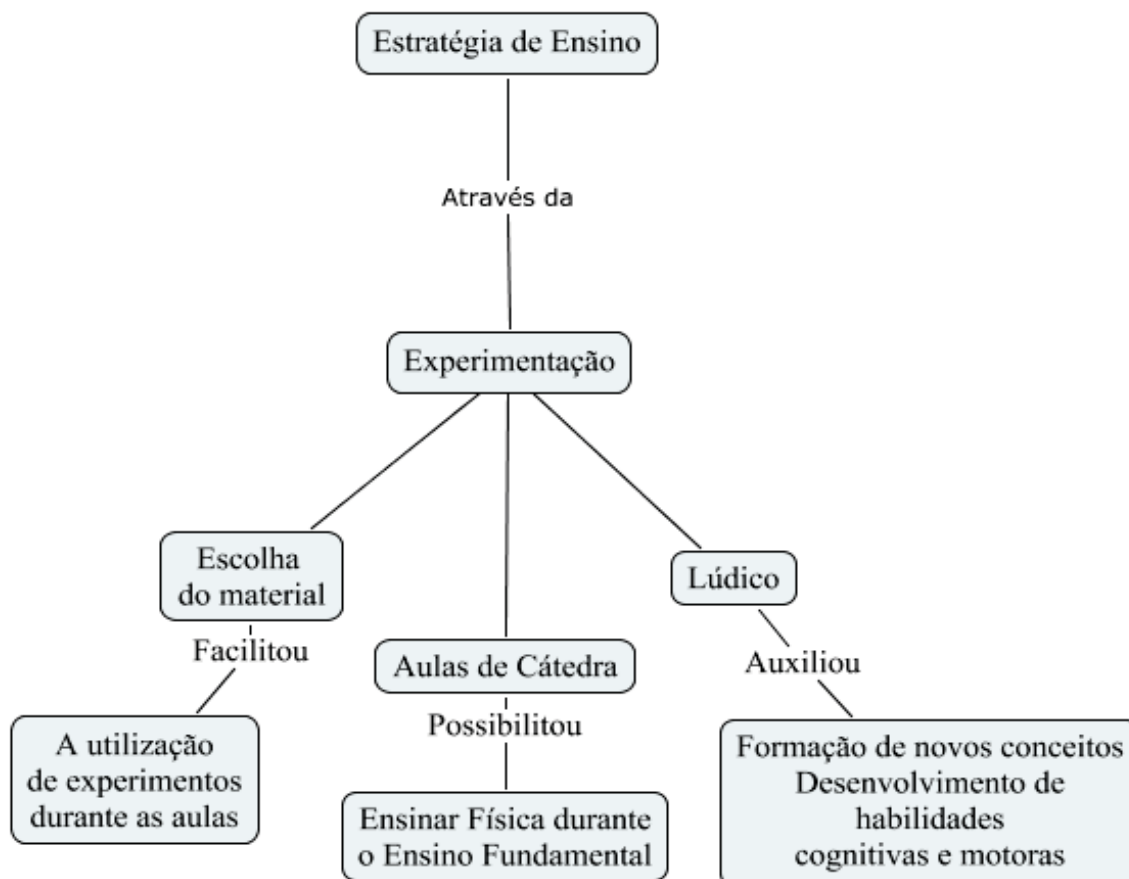 Estratégia de Ensino
Através da
Experimentação
Escolha
do material
Facilitou
A utilização
de experimentos
durante as aulas
Aulas de Cátedra
Possibilitou
Ensinar Física durante
o Ensino Fundamental
Lúdico
Auxiliou
Formação de novos conceitos
Desenvolvimento de
habilidades
cognitivas e motoras